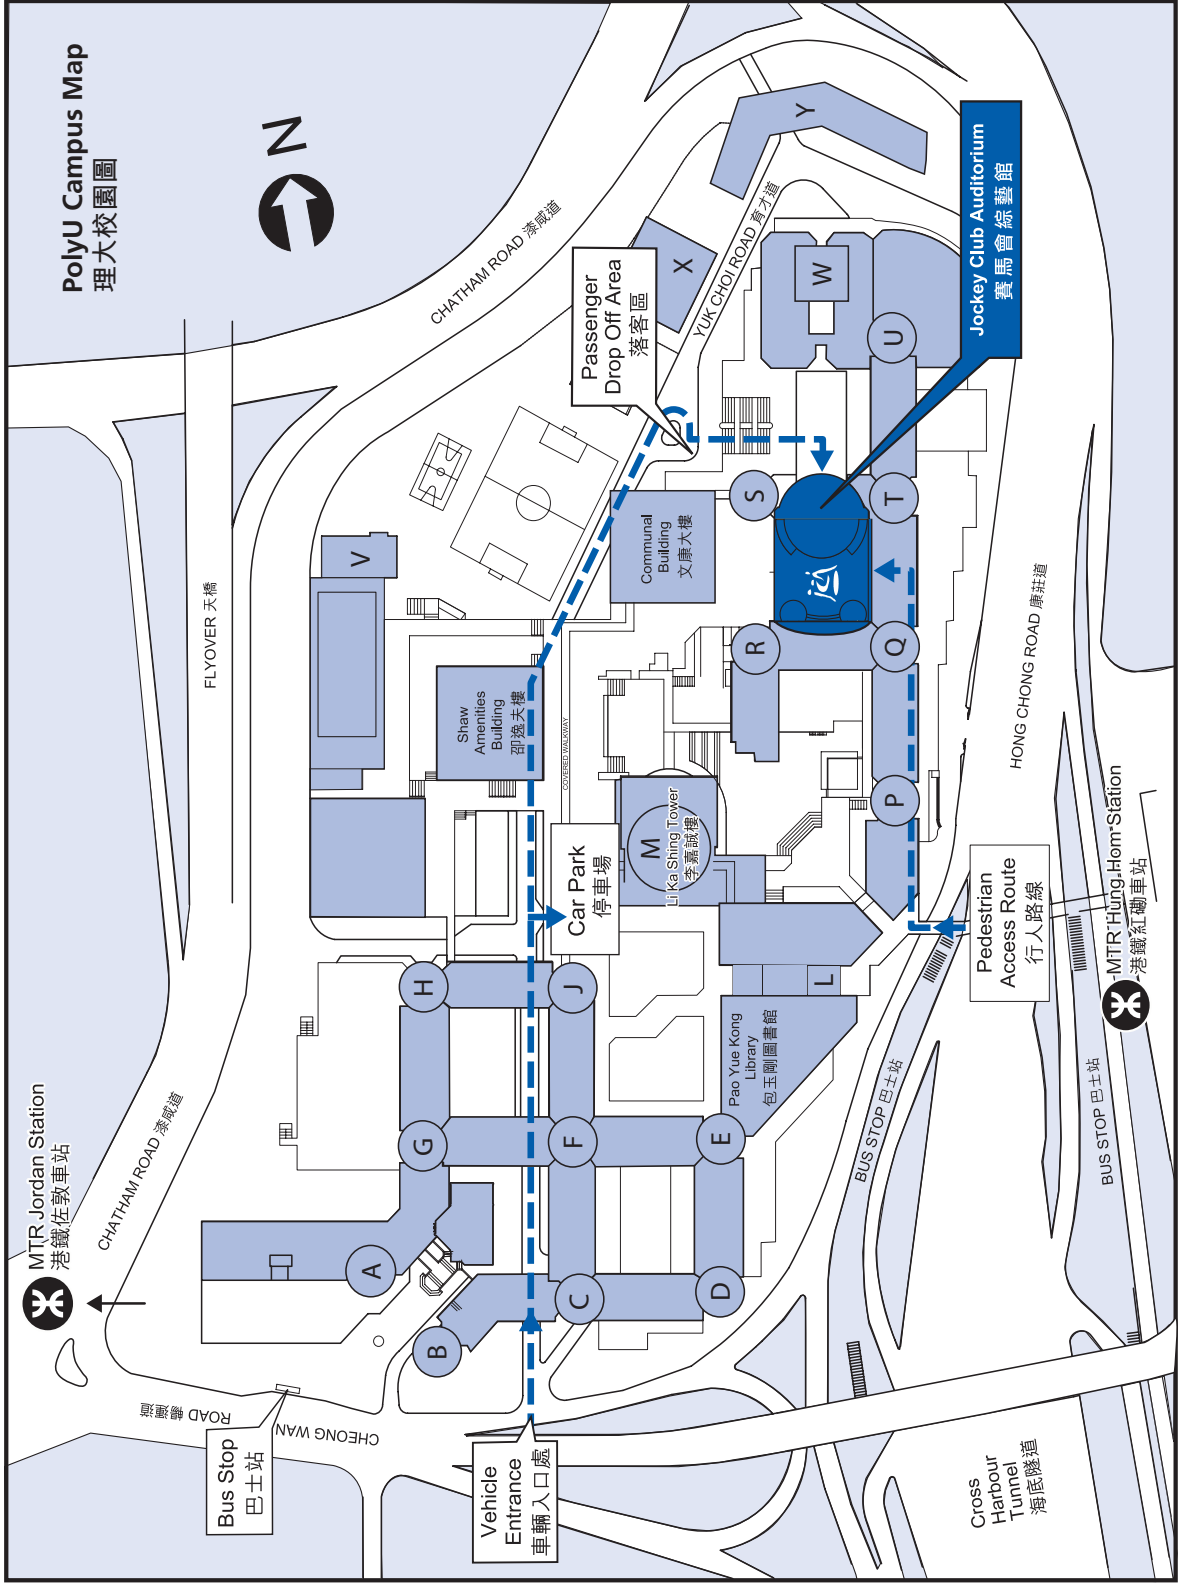 PolyU Campus Map
理大校園圖
N
MTR Jordan Station
港鐵佐敦車站
CHATHAM ROAD 漆咸道
FLYOVER 天橋
CHATHAM ROAD 漆咸道
Bus Stop
巴士站
CHEONG WAN
ROAD 暢運道
Vehicle
Entrance
車輛入口處
A
B
C
D
E
F
G
H
J
V
Shaw
Amenities
Building
邵逸夫樓
COVERED WALKWAY
Car Park
停車場
M
Li Ka Shing Tower
李嘉誠樓
L
Pao Yue Kong
Library
包玉剛圖書館
Communal
Building
文康大樓
Passenger
Drop Off Area
落客區
X
YUK CHOI ROAD 育才道
Y
W
U
S
T
R
Q
P
Jockey Club Auditorium
賽馬會綜藝館
HONG CHONG ROAD 康莊道
Pedestrian
Access Route
行人路線
MTR Hung Hom Station
港鐵紅磡車站
BUS STOP 巴士站
BUS STOP 巴士站
Cross
Harbour
Tunnel
海底隧道